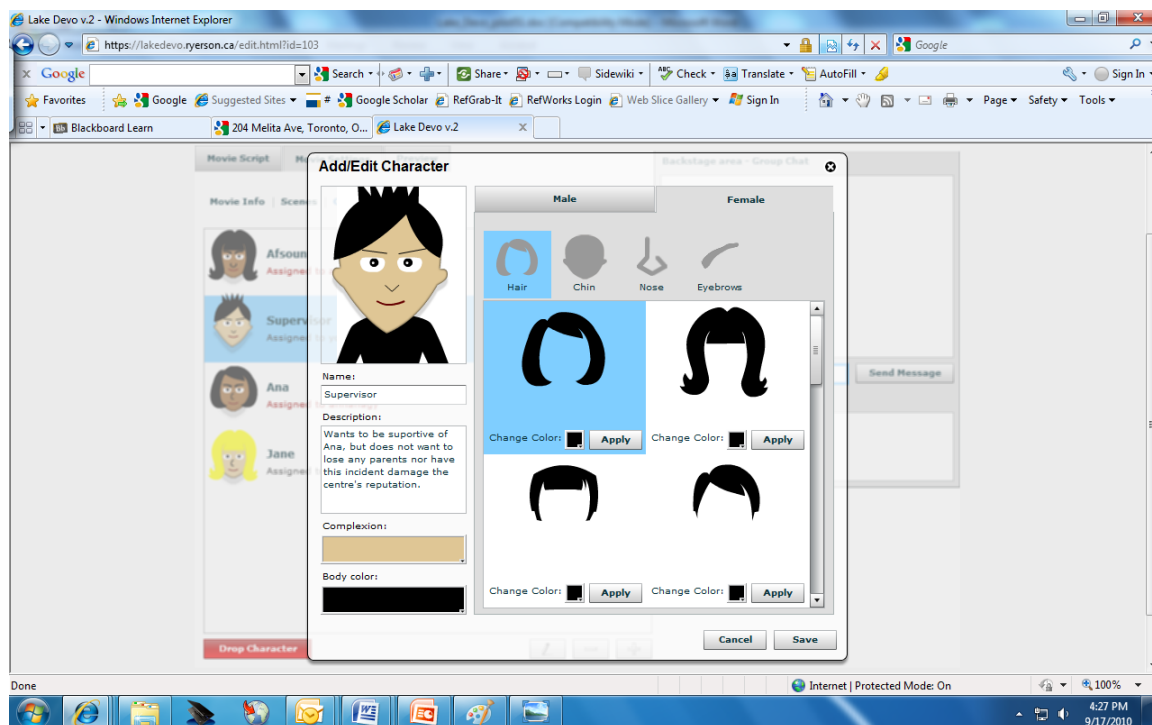 Lake Devo v.2 - Windows Internet Explorer
https://lakedevo.ryerson.ca/edit.html?id=103
Google
x Google Search Share Sidewiki Check Translate AutoFill Sign In
Favorites Google Suggested Sites # Google Scholar RefGrab-It RefWorks Login Web Slice Gallery Sign In Page Safety Tools
Bb Blackboard Learn 204 Melita Ave, Toronto, O... Lake Devo v.2 x
Movie Script
Backstage area - Group Chat
Add/Edit Character
Male Female
Movie Info | Scenes
Hair Chin Nose Eyebrows
Afsoun
Assigned
Supervisor
Assigned
Ana
Assigned
Jane
Assigned
Send Message
Name:
Supervisor
Description:
Wants to be suportive of
Ana, but does not want to
lose any parents nor have
this incident damage the
centre's reputation.
Complexion:
Body color:
Change Color: Apply Change Color: Apply
Change Color: Apply Change Color: Apply
Drop Character
Cancel Save
Done Internet | Protected Mode: On 100%
4:27 PM
9/17/2010